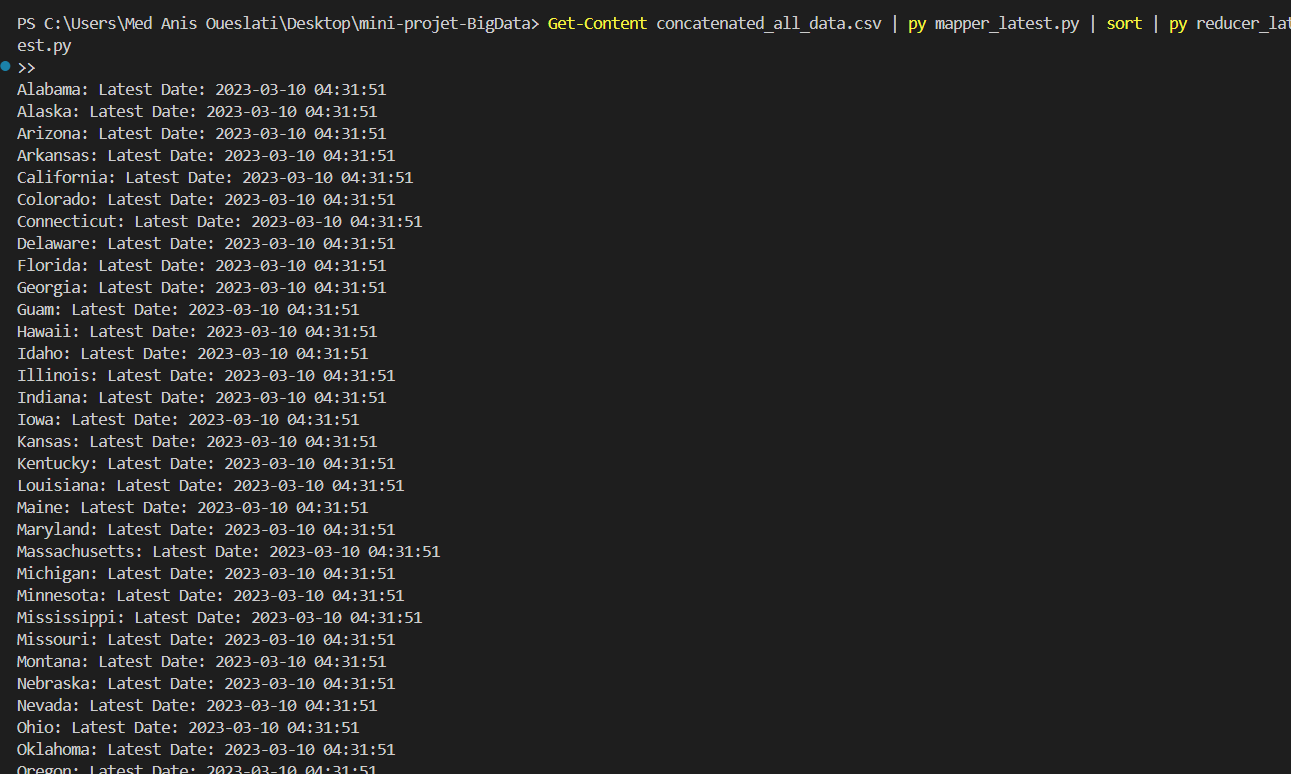 PS C:\Users\Med Anis Oueslati\Desktop\mini-projet-BigData> Get-Content concatenated_all_data.csv | py mapper_latest.py | sort | py reducer_lat
est.py
>>
Alabama: Latest Date: 2023-03-10 04:31:51
Alaska: Latest Date: 2023-03-10 04:31:51
Arizona: Latest Date: 2023-03-10 04:31:51
Arkansas: Latest Date: 2023-03-10 04:31:51
California: Latest Date: 2023-03-10 04:31:51
Colorado: Latest Date: 2023-03-10 04:31:51
Connecticut: Latest Date: 2023-03-10 04:31:51
Delaware: Latest Date: 2023-03-10 04:31:51
Florida: Latest Date: 2023-03-10 04:31:51
Georgia: Latest Date: 2023-03-10 04:31:51
Guam: Latest Date: 2023-03-10 04:31:51
Hawaii: Latest Date: 2023-03-10 04:31:51
Idaho: Latest Date: 2023-03-10 04:31:51
Illinois: Latest Date: 2023-03-10 04:31:51
Indiana: Latest Date: 2023-03-10 04:31:51
Iowa: Latest Date: 2023-03-10 04:31:51
Kansas: Latest Date: 2023-03-10 04:31:51
Kentucky: Latest Date: 2023-03-10 04:31:51
Louisiana: Latest Date: 2023-03-10 04:31:51
Maine: Latest Date: 2023-03-10 04:31:51
Maryland: Latest Date: 2023-03-10 04:31:51
Massachusetts: Latest Date: 2023-03-10 04:31:51
Michigan: Latest Date: 2023-03-10 04:31:51
Minnesota: Latest Date: 2023-03-10 04:31:51
Mississippi: Latest Date: 2023-03-10 04:31:51
Missouri: Latest Date: 2023-03-10 04:31:51
Montana: Latest Date: 2023-03-10 04:31:51
Nebraska: Latest Date: 2023-03-10 04:31:51
Nevada: Latest Date: 2023-03-10 04:31:51
Ohio: Latest Date: 2023-03-10 04:31:51
Oklahoma: Latest Date: 2023-03-10 04:31:51
Oregon: Latest Date: 2023-03-10 04:31:51